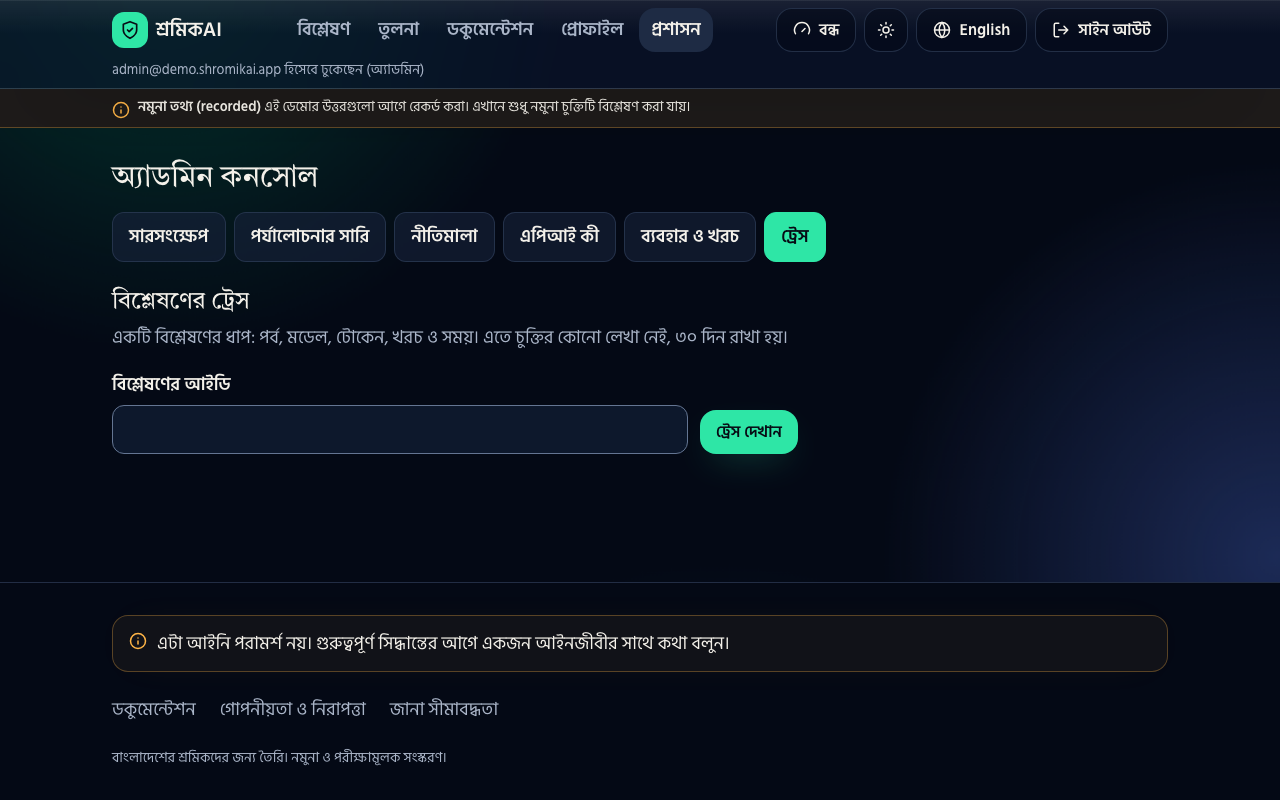 শ্রমিকAI
বিশ্লেষণ তুলনা ডকুমেন্টেশন প্রোফাইল প্রশাসন
বন্ধ English সাইন আউট
admin@demo.shromikai.app হিসেবে ঢুকেছেন (অ্যাডমিন)
নমুনা তথ্য (recorded) এই ডেমোর উত্তরগুলো আগে রেকর্ড করা। এখানে শুধু নমুনা চুক্তিটি বিশ্লেষণ করা যায়।
অ্যাডমিন কনসোল
সারসংক্ষেপ পর্যালোচনার সারি নীতিমালা এপিআই কী ব্যবহার ও খরচ ট্রেস
বিশ্লেষণের ট্রেস
একটি বিশ্লেষণের ধাপ: পর্ব, মডেল, টোকেন, খরচ ও সময়। এতে চুক্তির কোনো লেখা নেই, ৩০ দিন রাখা হয়।
বিশ্লেষণের আইডি
ট্রেস দেখান
এটা আইনি পরামর্শ নয়। গুরুত্বপূর্ণ সিদ্ধান্তের আগে একজন আইনজীবীর সাথে কথা বলুন।
ডকুমেন্টেশন গোপনীয়তা ও নিরাপত্তা জানা সীমাবদ্ধতা
বাংলাদেশের শ্রমিকদের জন্য তৈরি। নমুনা ও পরীক্ষামূলক সংস্করণ।